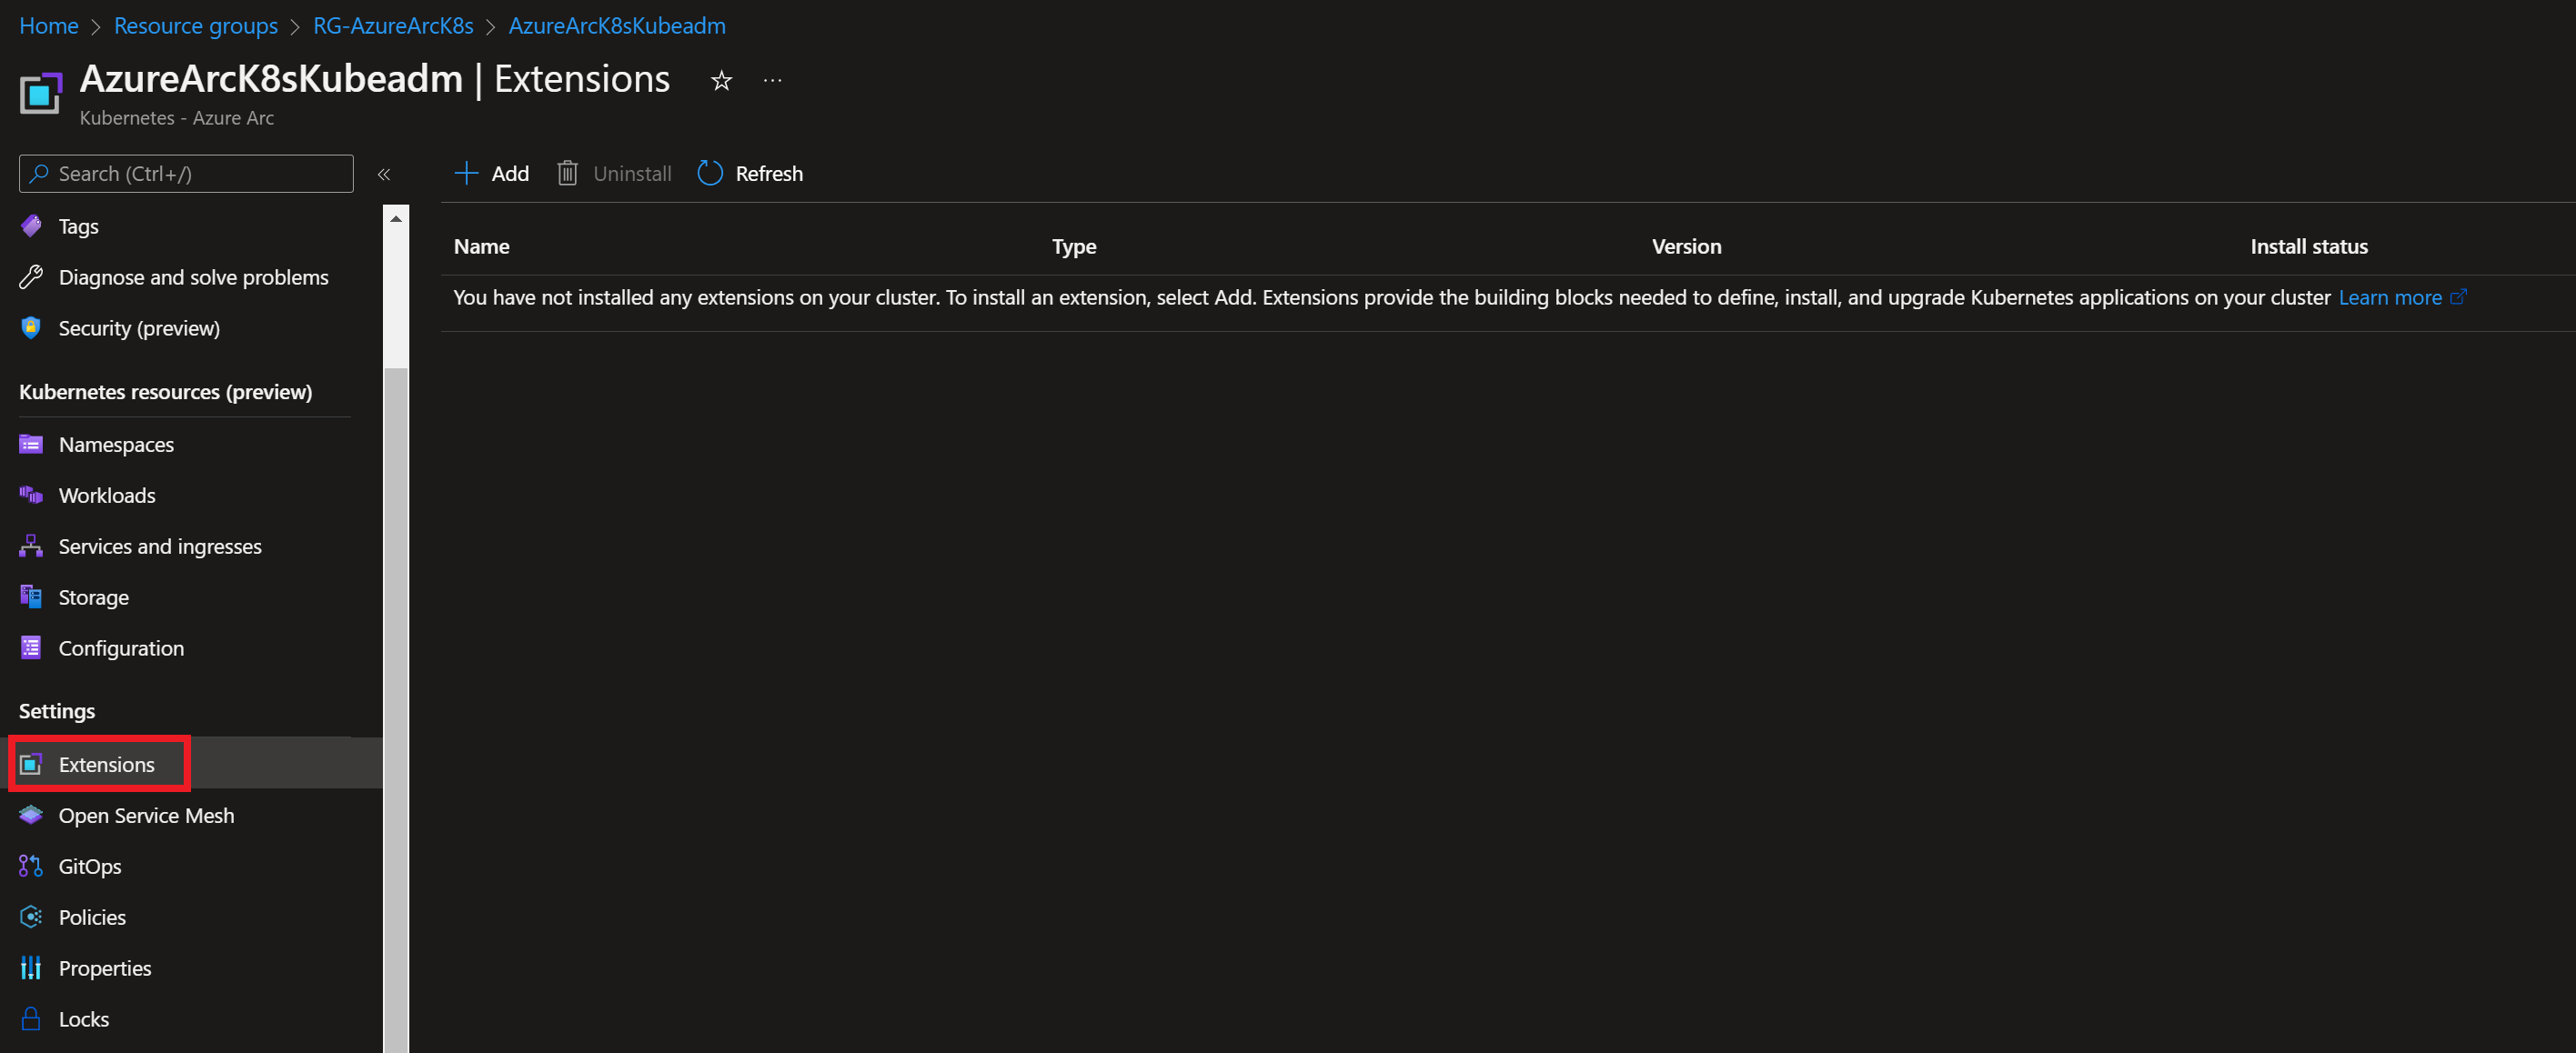 Home > Resource groups > RG-AzureArcK8s > AzureArcK8sKubeadm
AzureArcK8sKubeadm | Extensions
Kubernetes - Azure Arc
Search (Ctrl+/)
Add Uninstall Refresh
Tags
Diagnose and solve problems
Security (preview)
Kubernetes resources (preview)
Namespaces
Workloads
Services and ingresses
Storage
Configuration
Settings
Extensions
Open Service Mesh
GitOps
Policies
Properties
Locks
Name Type Version Install status
You have not installed any extensions on your cluster. To install an extension, select Add. Extensions provide the building blocks needed to define, install, and upgrade Kubernetes applications on your cluster Learn more